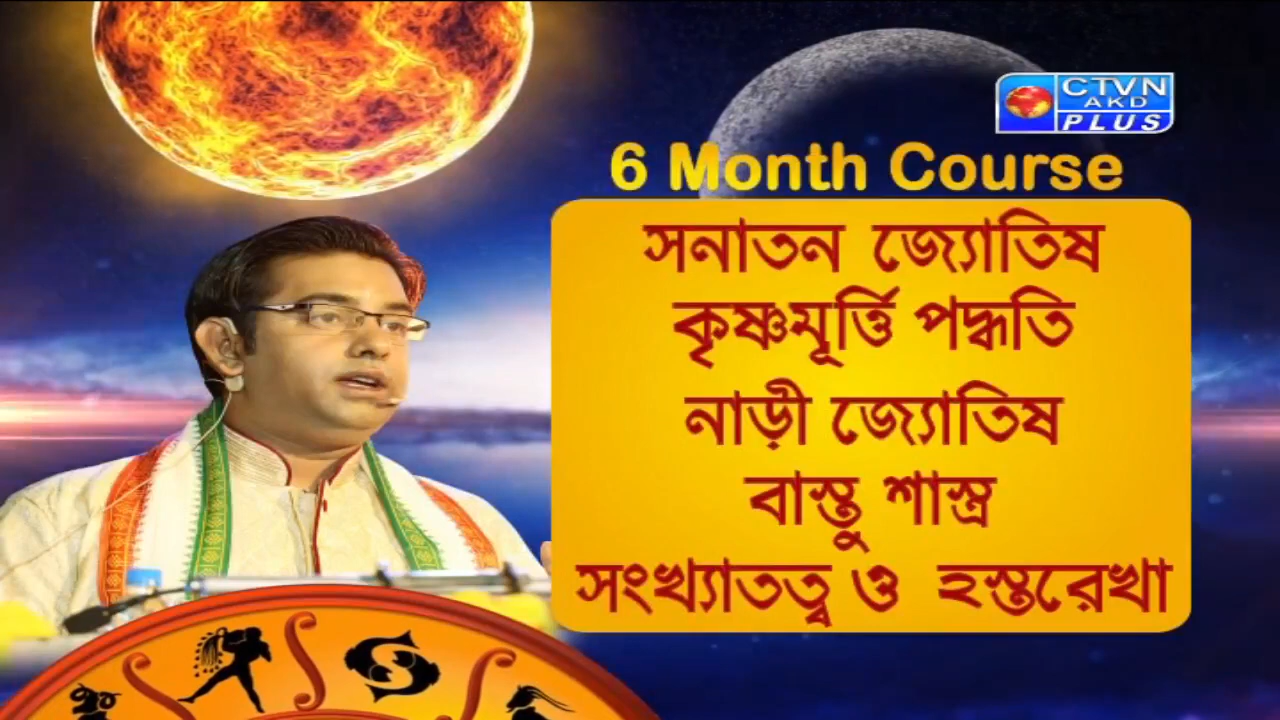 CTVN
AKD
PLUS
6 Month Course
সনাতন জ্যোতিষ
কৃষ্ণমূর্ত্তি পদ্ধতি
নাড়ী জ্যোতিষ
বাস্তু শাস্ত্র
সংখ্যাতত্ব ও হস্তরেখা